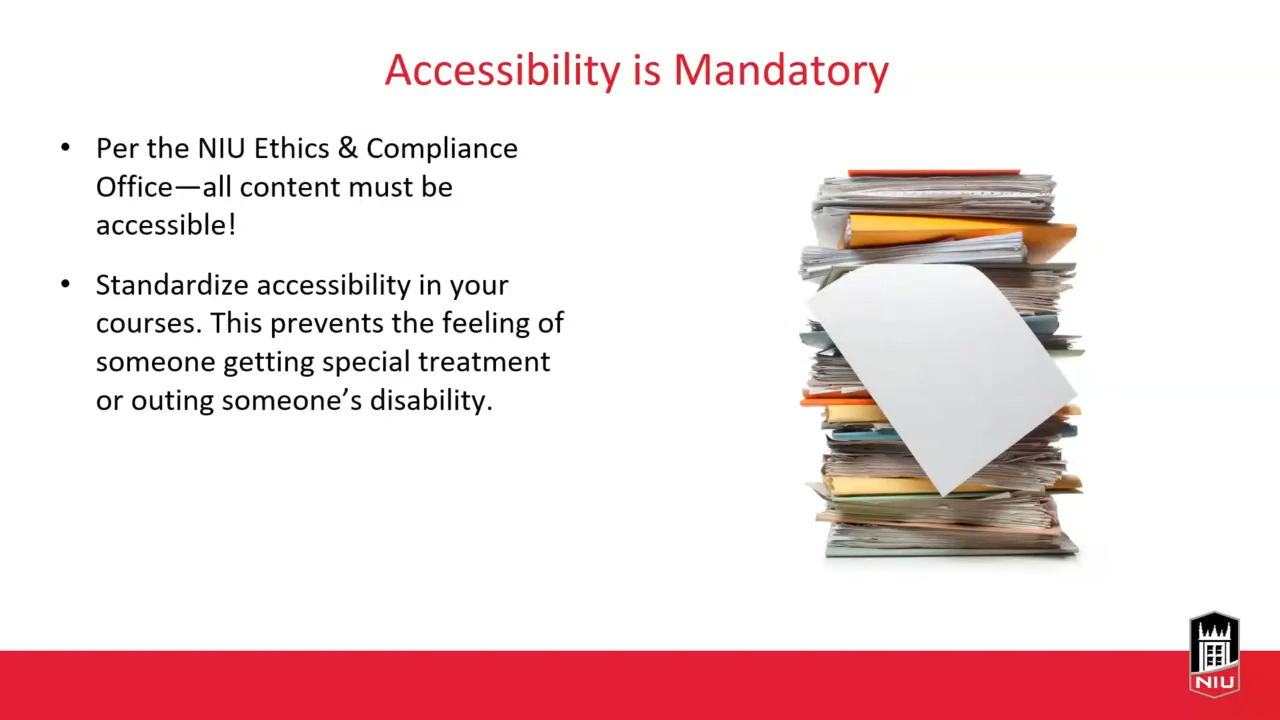 Accessibility is Mandatory
• Per the NIU Ethics & Compliance
Office—all content must be
accessible!
• Standardize accessibility in your
courses. This prevents the feeling of
someone getting special treatment
or outing someone’s disability.
NIU